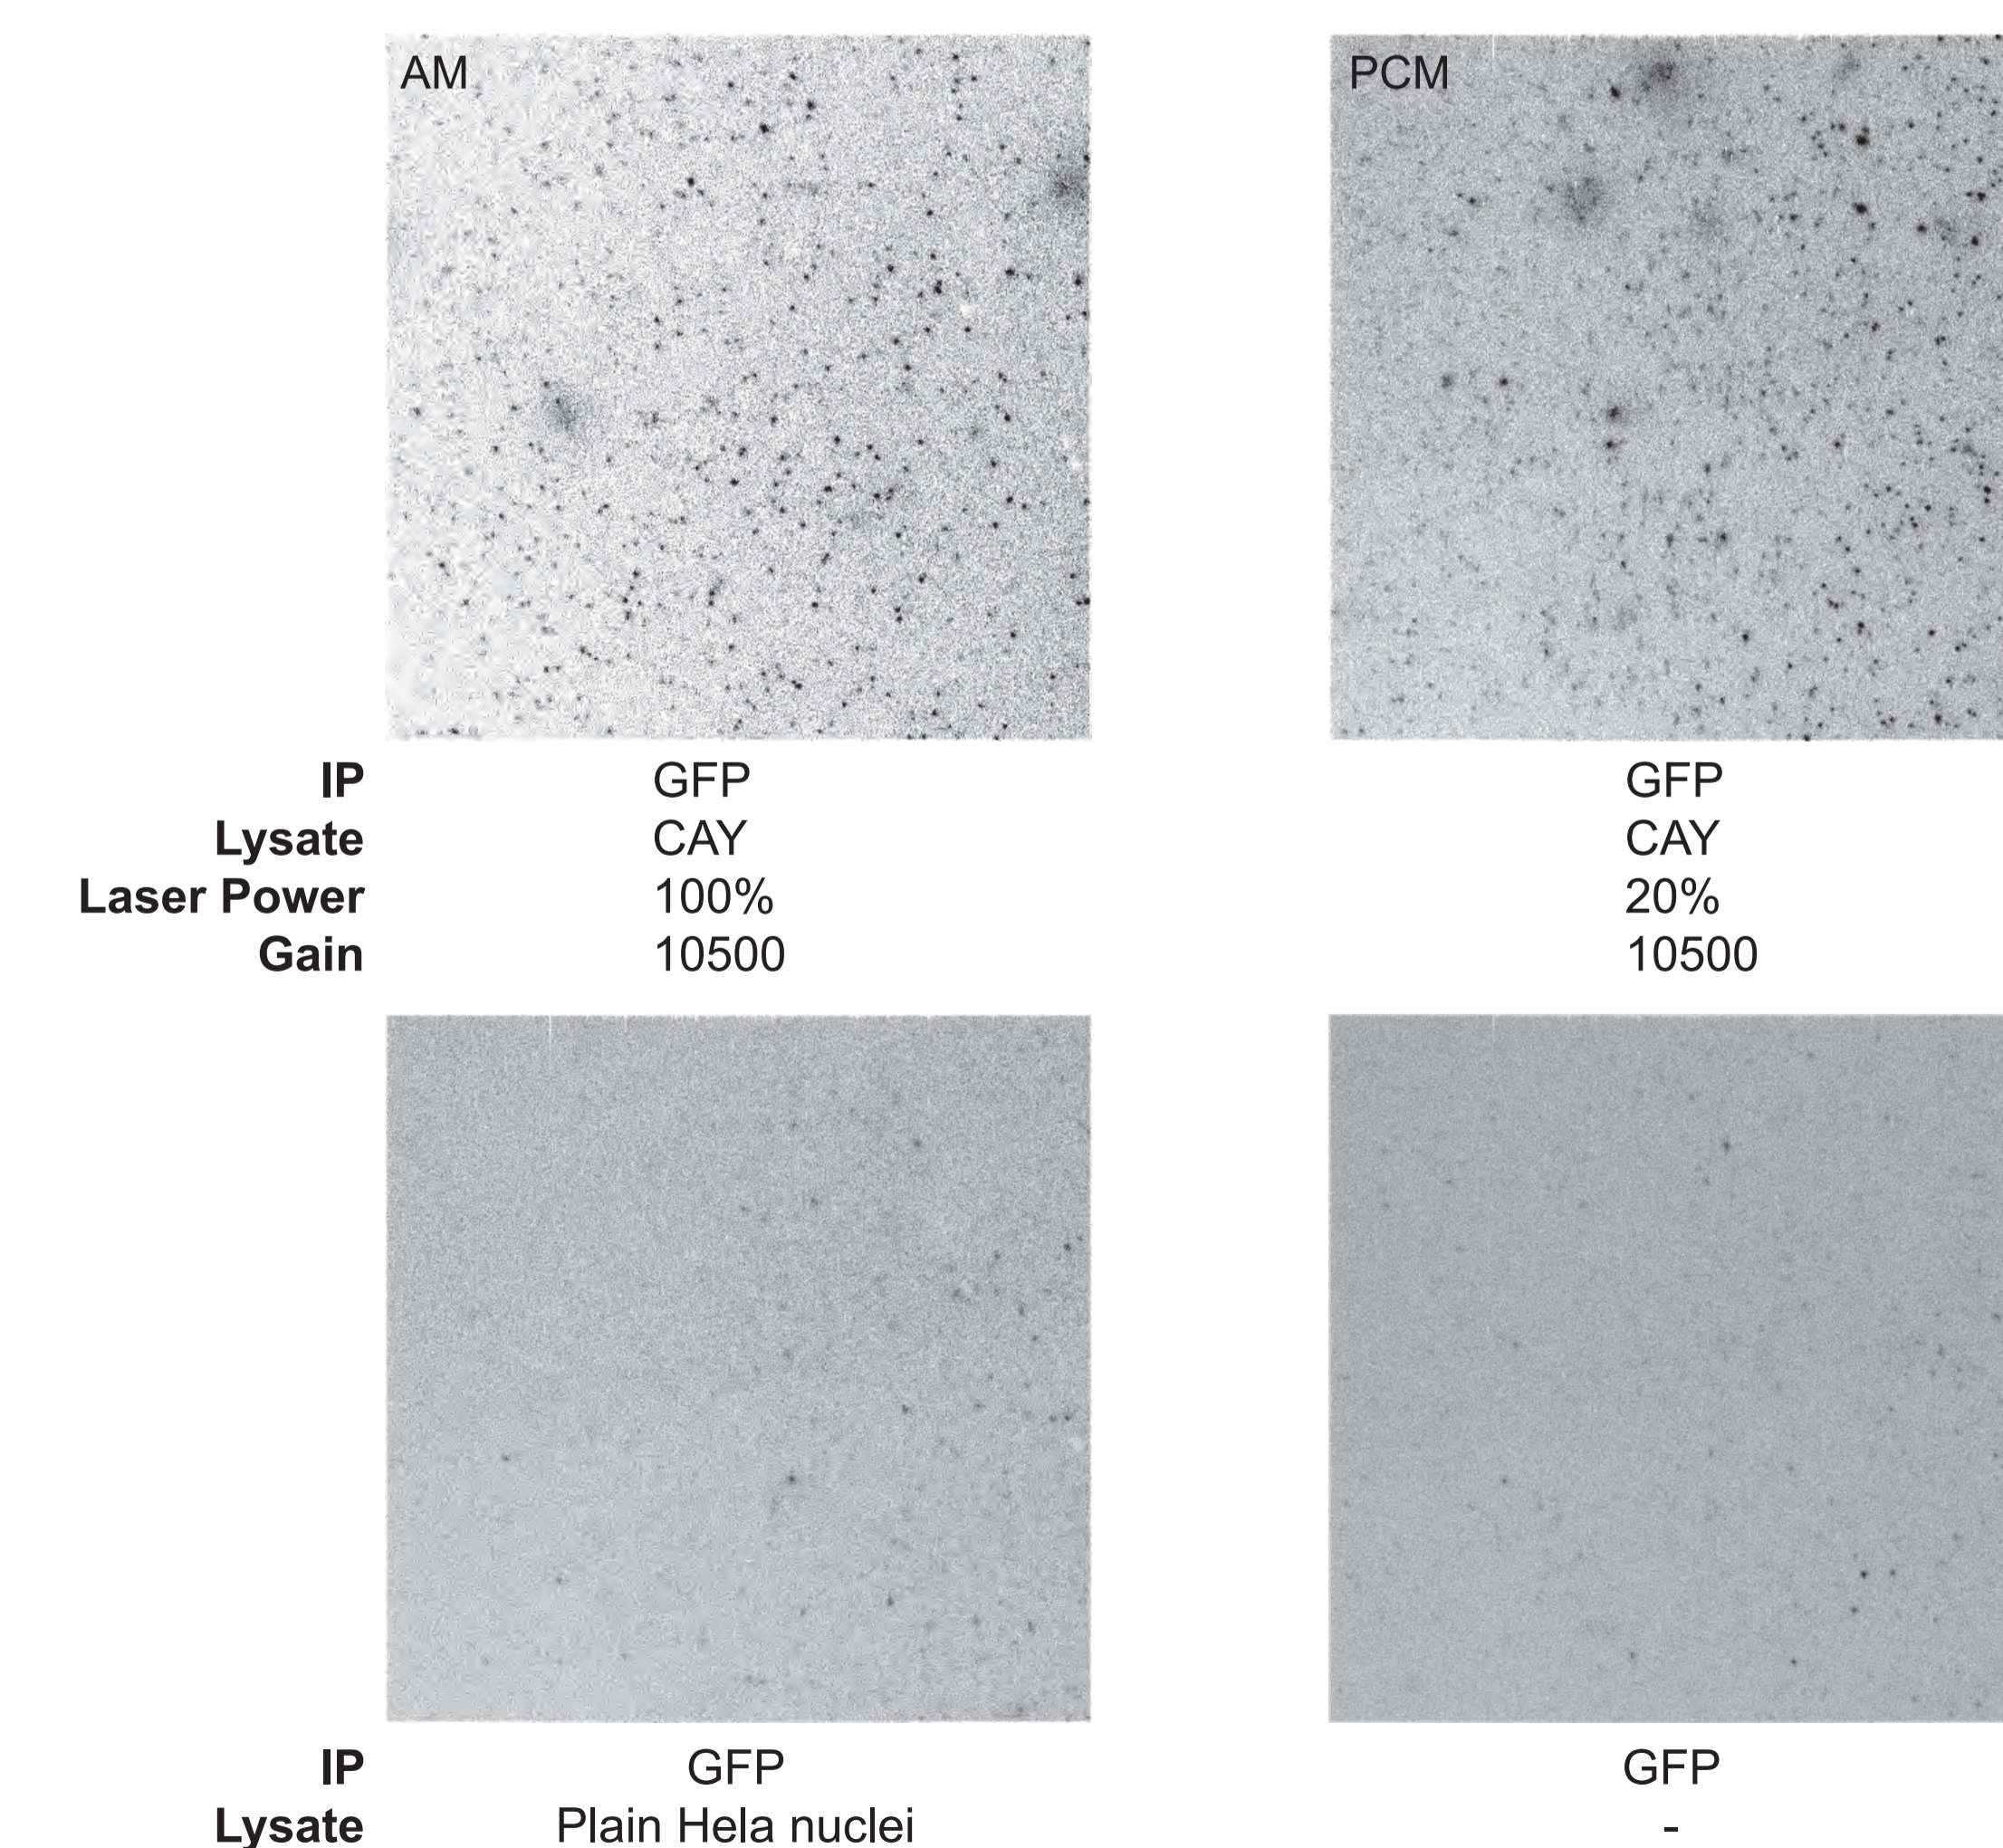 AM PCM
IP GFP GFP
Lysate CAY CAY
Laser Power 100% 20%
Gain 10500 10500
IP GFP GFP
Lysate Plain Hela nuclei -